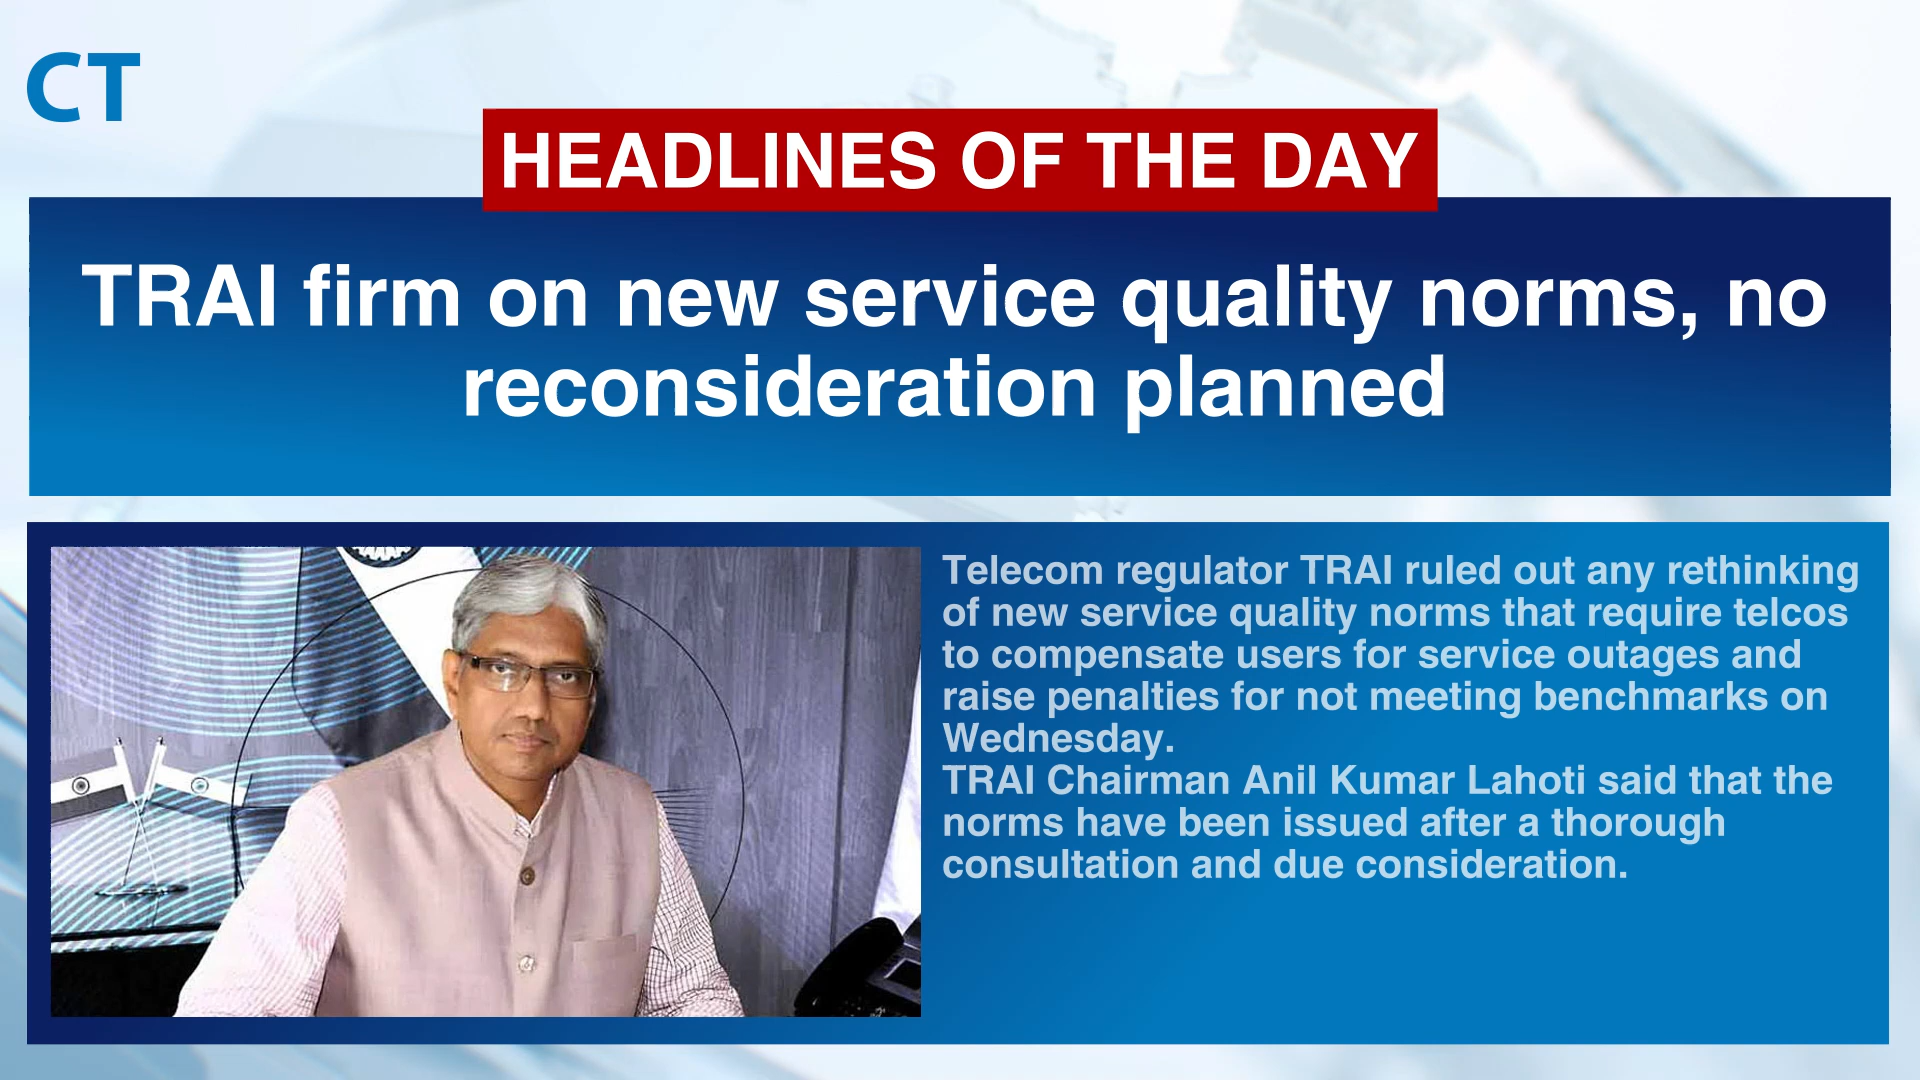 CT
HEADLINES OF THE DAY
TRAI firm on new service quality norms, no
reconsideration planned
Telecom regulator TRAI ruled out any rethinking
of new service quality norms that require telcos
to compensate users for service outages and
raise penalties for not meeting benchmarks on
Wednesday.
TRAI Chairman Anil Kumar Lahoti said that the
norms have been issued after a thorough
consultation and due consideration.